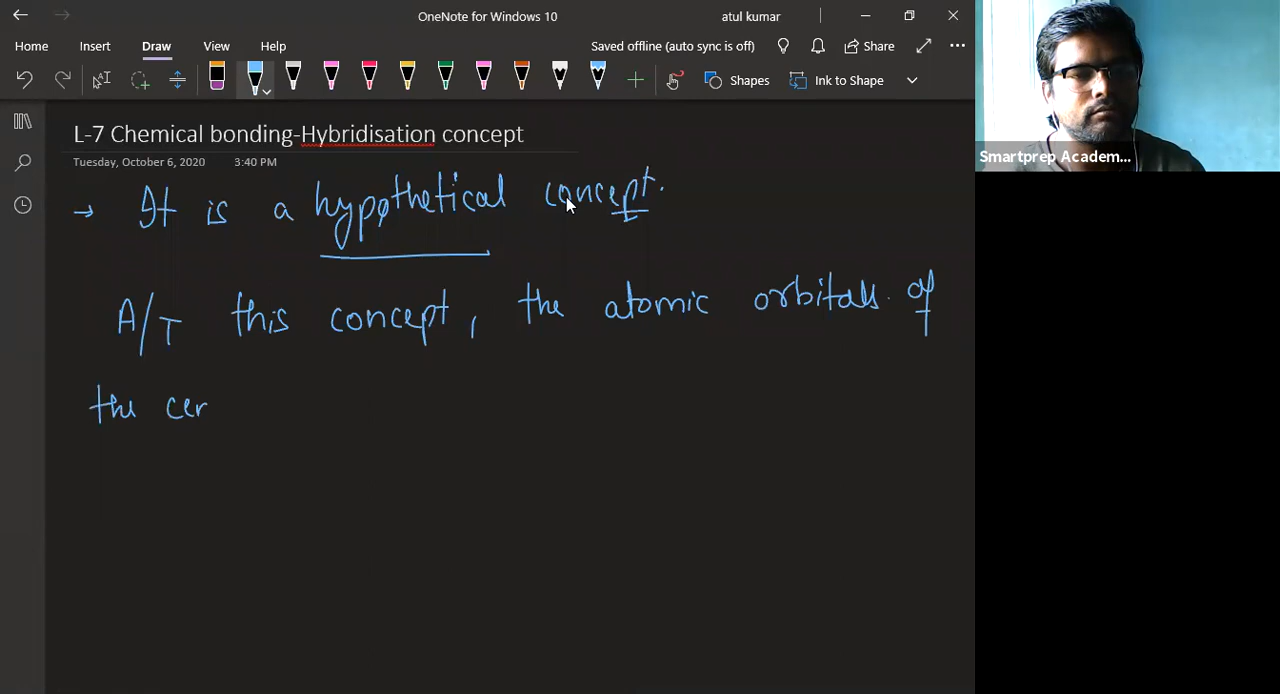 OneNote for Windows 10
atul kumar
Home Insert Draw View Help
Saved offline (auto sync is off)
Share
Shapes
Ink to Shape
L-7 Chemical bonding-Hybridisation concept
Tuesday, October 6, 2020 3:40 PM
→ It is a hypothetical concept.
A/T this concept, the atomic orbitals of
the cer
Smartprep Academ...